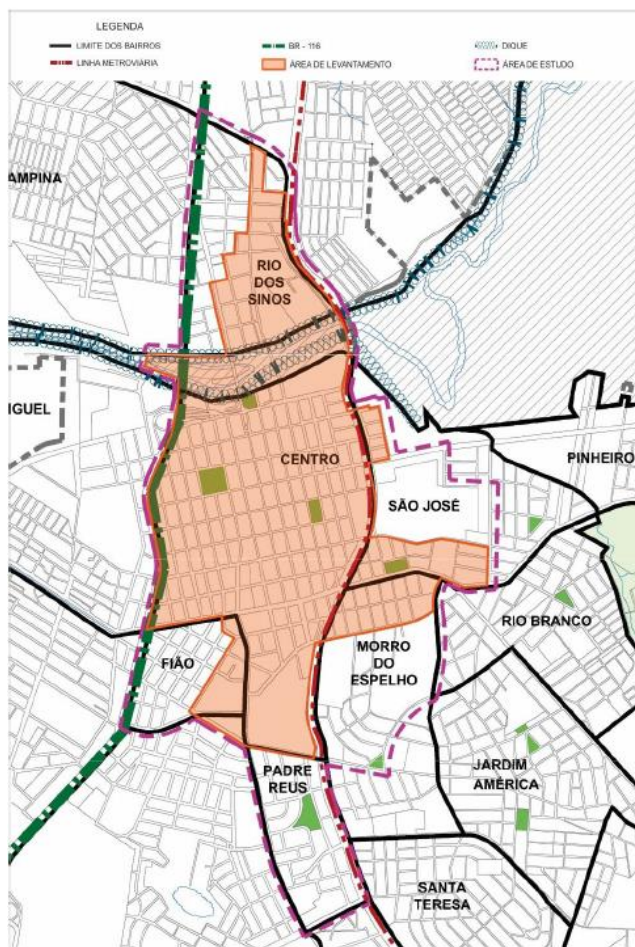 LEGENDA
LIMITE DOS BAIRROS
BR - 116
DIQUE
LINHA METROVIÁRIA
ÁREA DE LEVANTAMENTO
ÁREA DE ESTUDO
AMPINA
RIO
DOS
SINOS
IGUEL
CENTRO
PINHEIRO
SÃO JOSÉ
RIO BRANCO
FIÃO
MORRO
DO
ESPELHO
PADRE
REUS
JARDIM
AMÉRICA
SANTA
TERESA